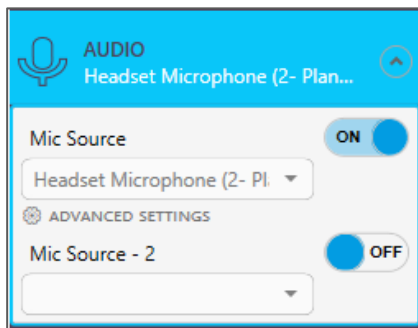 AUDIO
Headset Microphone (2- Plan...
Mic Source
ON
Headset Microphone (2- Pl
ADVANCED SETTINGS
Mic Source - 2
OFF